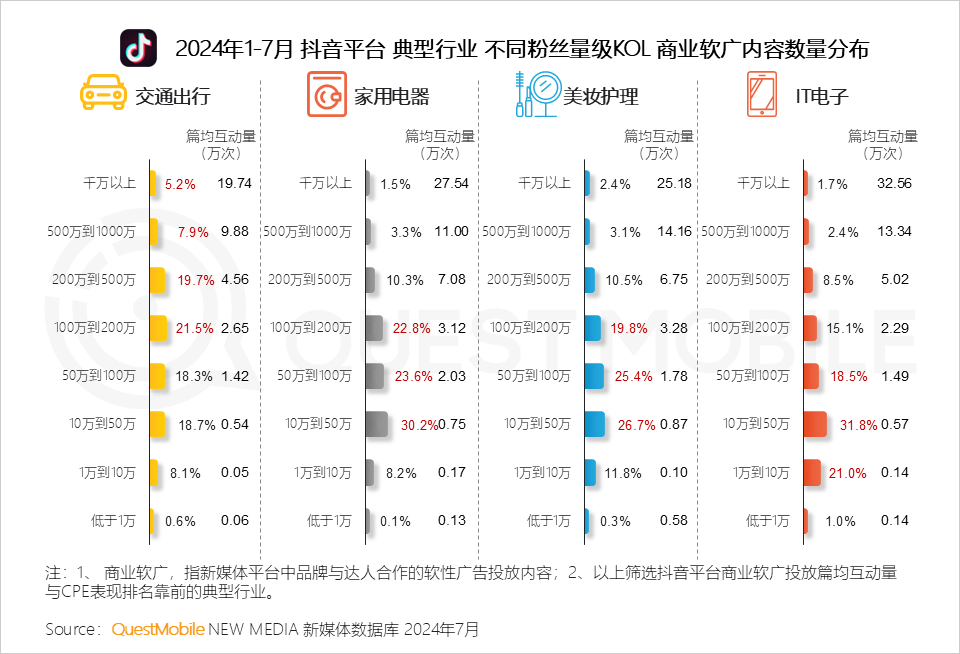 2024年1-7月 抖音平台 典型行业 不同粉丝量级KOL 商业软广内容数量分布
交通出行
篇均互动量
（万次）
千万以上 5.2% 19.74
500万到1000万 7.9% 9.88
200万到500万 19.7% 4.56
100万到200万 21.5% 2.65
50万到100万 18.3% 1.42
10万到50万 18.7% 0.54
1万到10万 8.1% 0.05
低于1万 0.6% 0.06
家用电器
篇均互动量
（万次）
千万以上 1.5% 27.54
500万到1000万 3.3% 11.00
200万到500万 10.3% 7.08
100万到200万 22.8% 3.12
50万到100万 23.6% 2.03
10万到50万 30.2% 0.75
1万到10万 8.2% 0.17
低于1万 0.1% 0.13
美妆护理
篇均互动量
（万次）
千万以上 2.4% 25.18
500万到1000万 3.1% 14.16
200万到500万 10.5% 6.75
100万到200万 19.8% 3.28
50万到100万 25.4% 1.78
10万到50万 26.7% 0.87
1万到10万 11.8% 0.10
低于1万 0.3% 0.58
IT电子
篇均互动量
（万次）
千万以上 1.7% 32.56
500万到1000万 2.4% 13.34
200万到500万 8.5% 5.02
100万到200万 15.1% 2.29
50万到100万 18.5% 1.49
10万到50万 31.8% 0.57
1万到10万 21.0% 0.14
低于1万 1.0% 0.14
QUEST MOBILE
注：1、 商业软广，指新媒体平台中品牌与达人合作的软性广告投放内容；2、以上筛选抖音平台商业软广投放篇均互动量
与CPE表现排名靠前的典型行业。
Source：QuestMobile NEW MEDIA 新媒体数据库 2024年7月